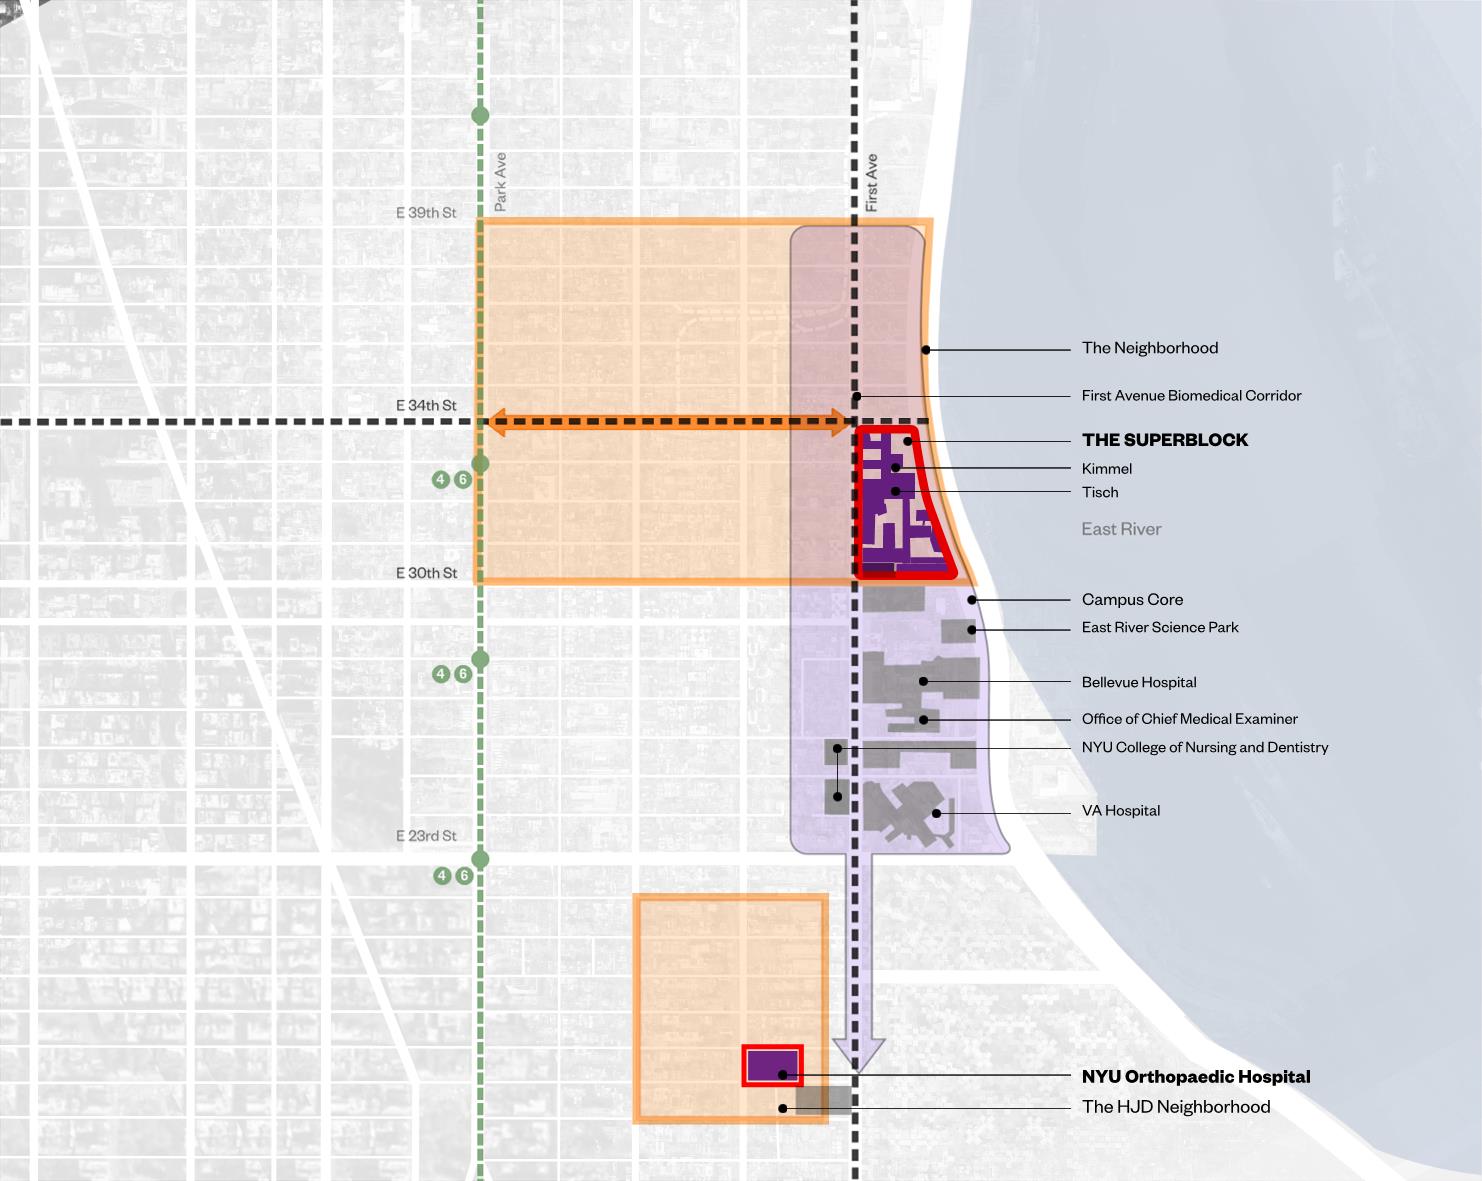 Park Ave
First Ave
E 39th St
The Neighborhood
First Avenue Biomedical Corridor
E 34th St
THE SUPERBLOCK
Kimmel
4 6
Tisch
East River
E 30th St
Campus Core
East River Science Park
4 6
Bellevue Hospital
Office of Chief Medical Examiner
NYU College of Nursing and Dentistry
VA Hospital
E 23rd St
4 6
NYU Orthopaedic Hospital
The HJD Neighborhood